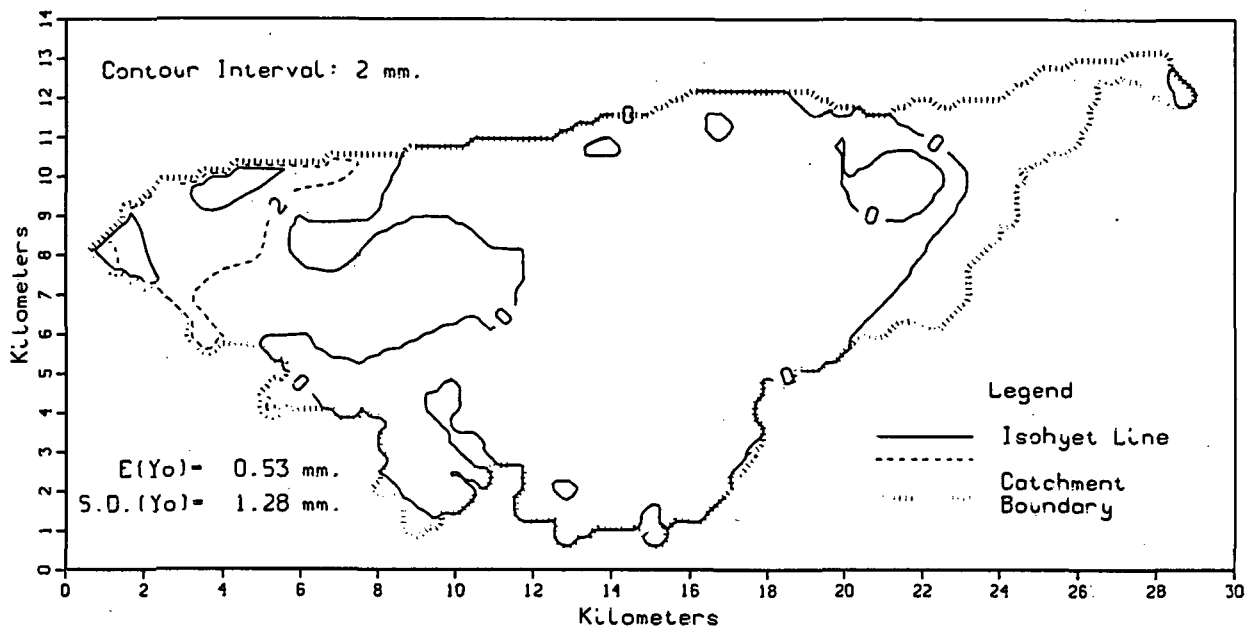 Contour Interval: 2 mm.
14
13
12
11
10
9
8
7
6
5
4
3
2
1
0
Kilometers
0
0
2
0
0
0
0
E(Yo)= 0.53 mm.
S.D.(Yo)= 1.28 mm.
Legend
Isohyet Line
Catchment
Boundary
0 2 4 6 8 10 12 14 16 18 20 22 24 26 28 30
Kilometers